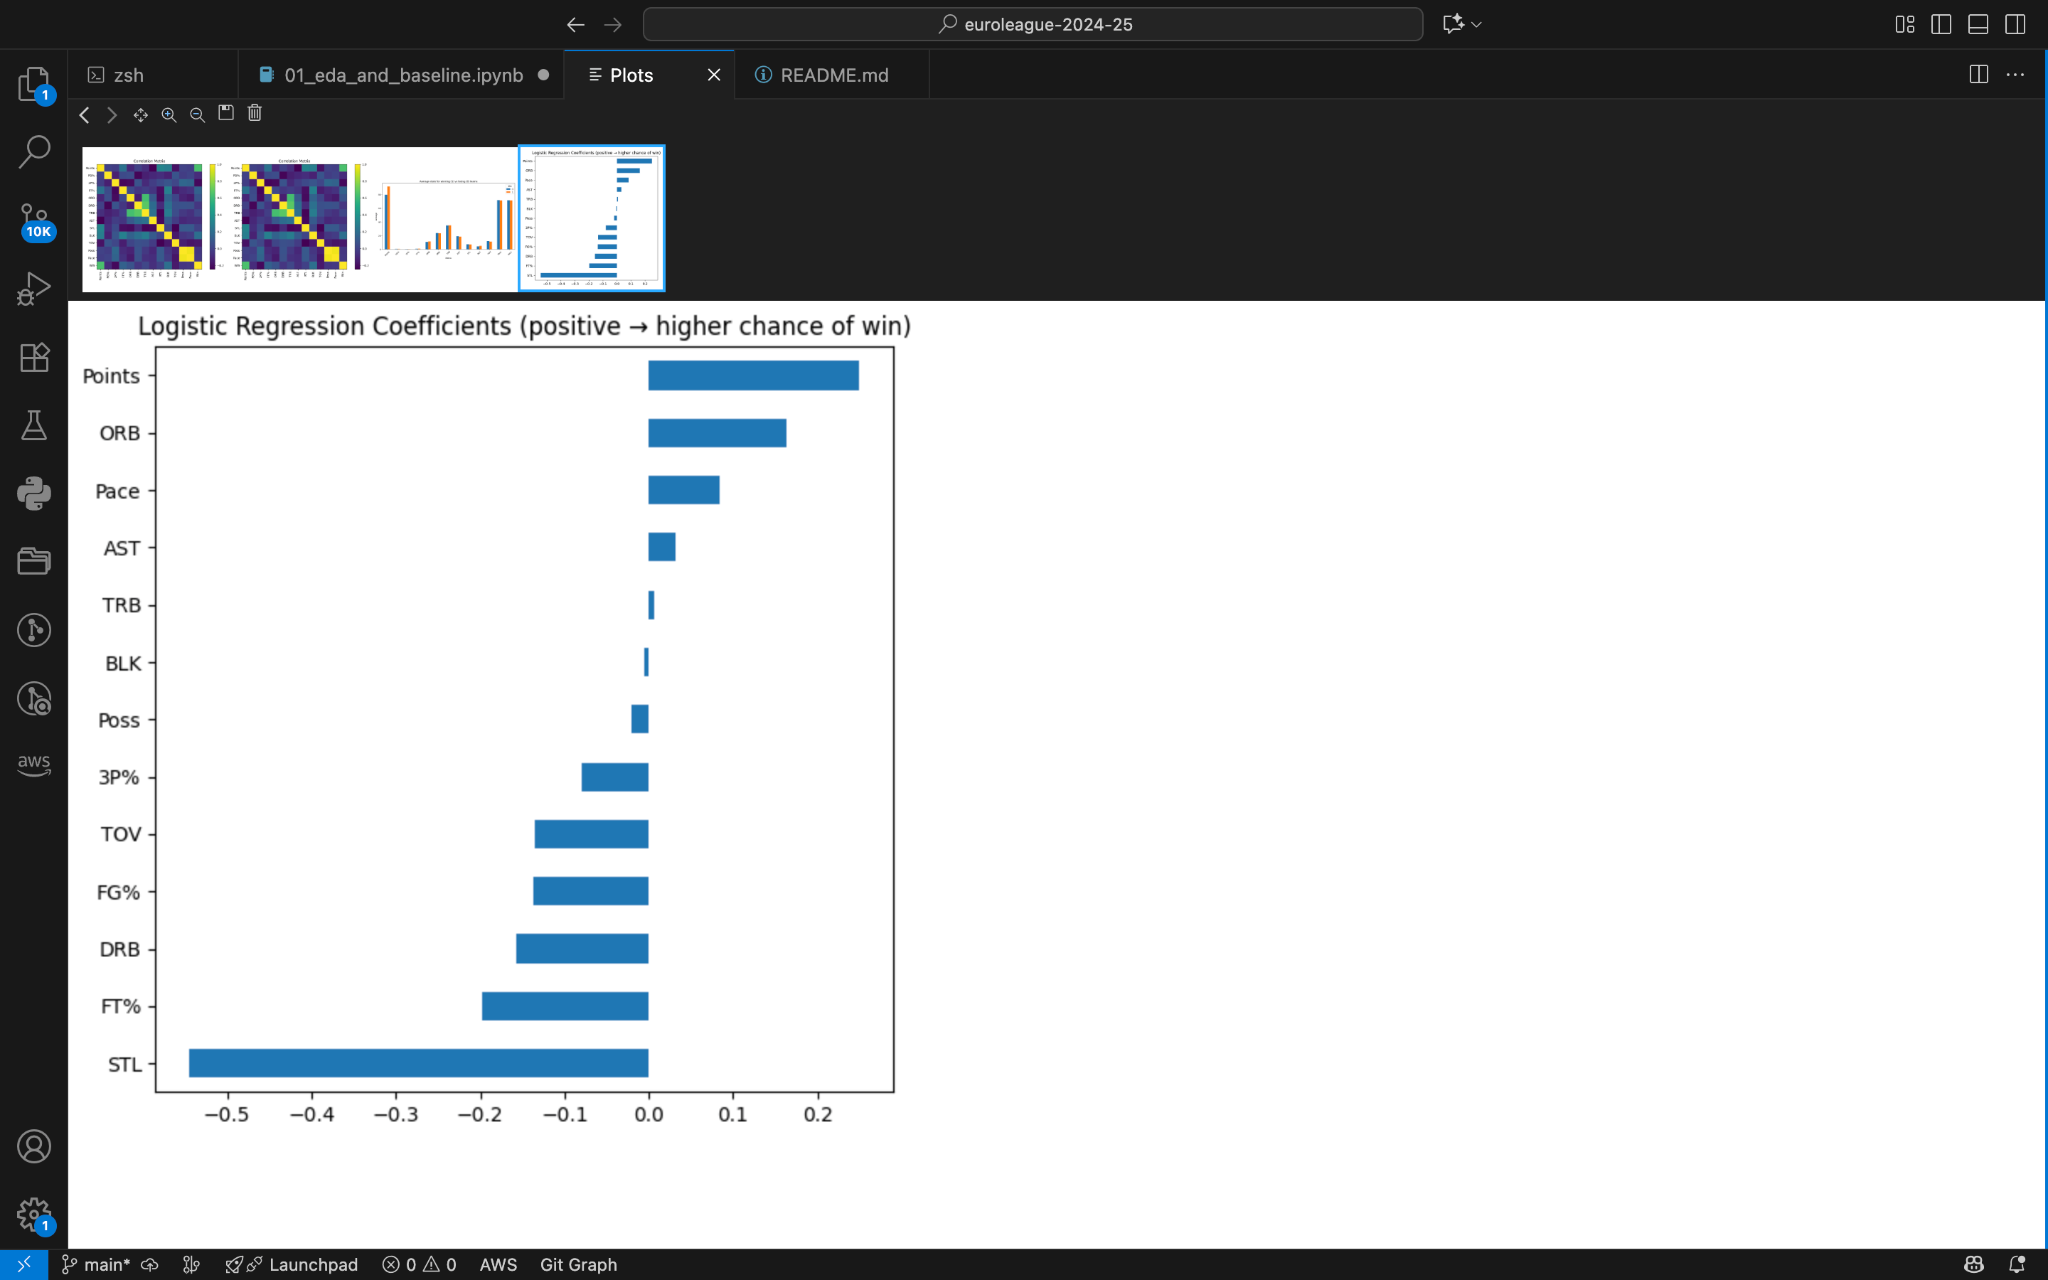 euroleague-2024-25
zsh
01_eda_and_baseline.ipynb
Plots
README.md
1
10K
aws
1
Logistic Regression Coefficients (positive → higher chance of win)
Points
ORB
Pace
AST
TRB
BLK
Poss
3P%
TOV
FG%
DRB
FT%
STL
−0.5 −0.4 −0.3 −0.2 −0.1 0.0 0.1 0.2
main* Launchpad 0 0 AWS Git Graph